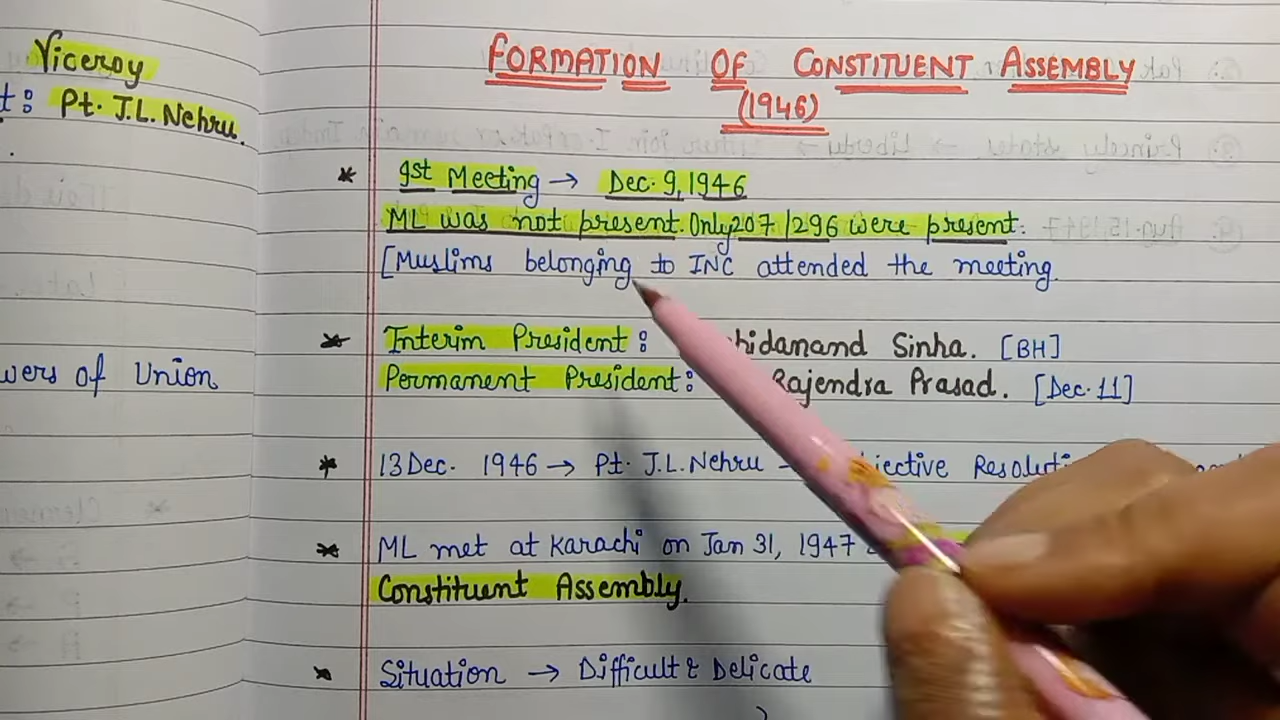 Viceroy
t: Pt. J.L. Nehru.
wers of Union
FORMATION OF CONSTITUENT ASSEMBLY
(1946)
* 1st Meeting → Dec. 9, 1946
ML was not present. Only 207/296 were present.
[Muslims belonging to INC attended the meeting.
* Interim President: hidanand Sinha. [BH]
Permanent President: Rajendra Prasad. [Dec. 11]
* 13 Dec. 1946 → Pt. J.L. Nehru - jective Resoluti
* ML met at Karachi on Jan 31, 1947
Constituent Assembly.
* Situation → Difficult & Delicate